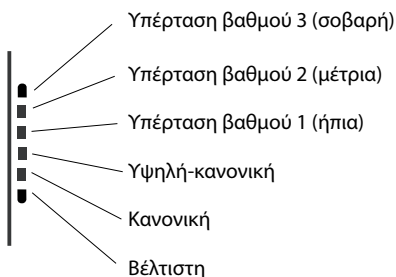 Υπέρταση βαθμού 3 (σοβαρή)
Υπέρταση βαθμού 2 (μέτρια)
Υπέρταση βαθμού 1 (ήπια)
Υψηλή-κανονική
Κανονική
Βέλτιστη